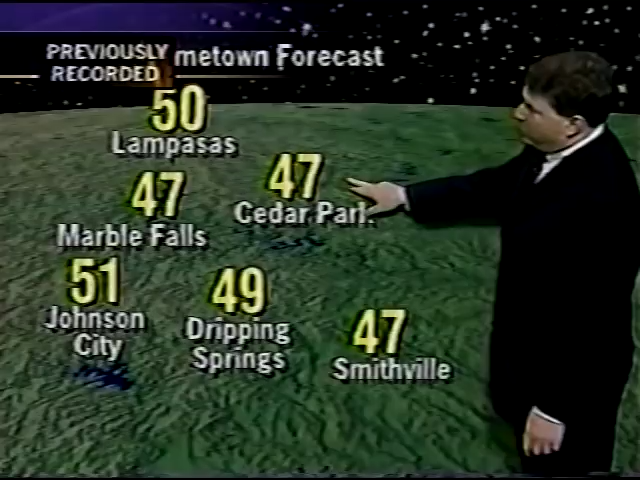 PREVIOUSLY
RECORDED
metown Forecast
50
Lampasas
47
Marble Falls
47
Cedar Park
51
Johnson
City
49
Dripping
Springs
47
Smithville